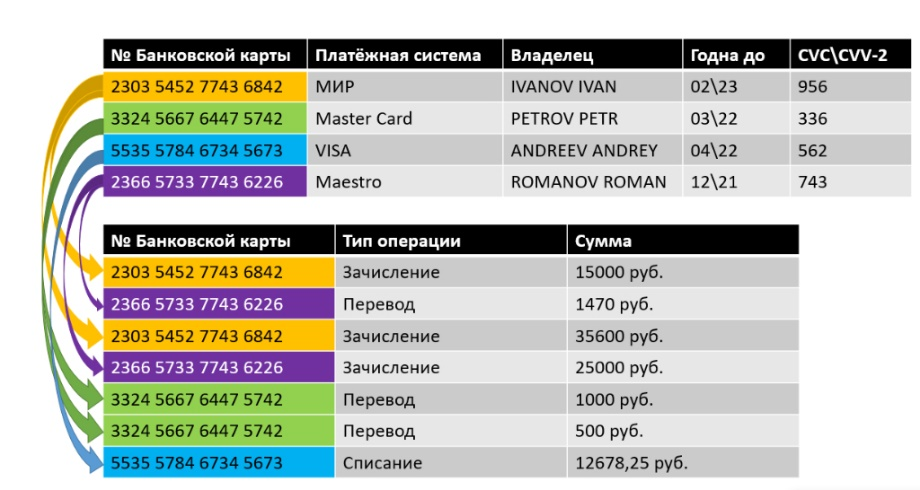 № Банковской карты Платёжная система Владелец Годна до CVC\CVV-2
2303 5452 7743 6842 МИР IVANOV IVAN 02\23 956
3324 5667 6447 5742 Master Card PETROV PETR 03\22 336
5535 5784 6734 5673 VISA ANDREEV ANDREY 04\22 562
2366 5733 7743 6226 Maestro ROMANOV ROMAN 12\21 743
№ Банковской карты Тип операции Сумма
2303 5452 7743 6842 Зачисление 15000 руб.
2366 5733 7743 6226 Перевод 1470 руб.
2303 5452 7743 6842 Зачисление 35600 руб.
2366 5733 7743 6226 Зачисление 25000 руб.
3324 5667 6447 5742 Перевод 1000 руб.
3324 5667 6447 5742 Перевод 500 руб.
5535 5784 6734 5673 Списание 12678,25 руб.